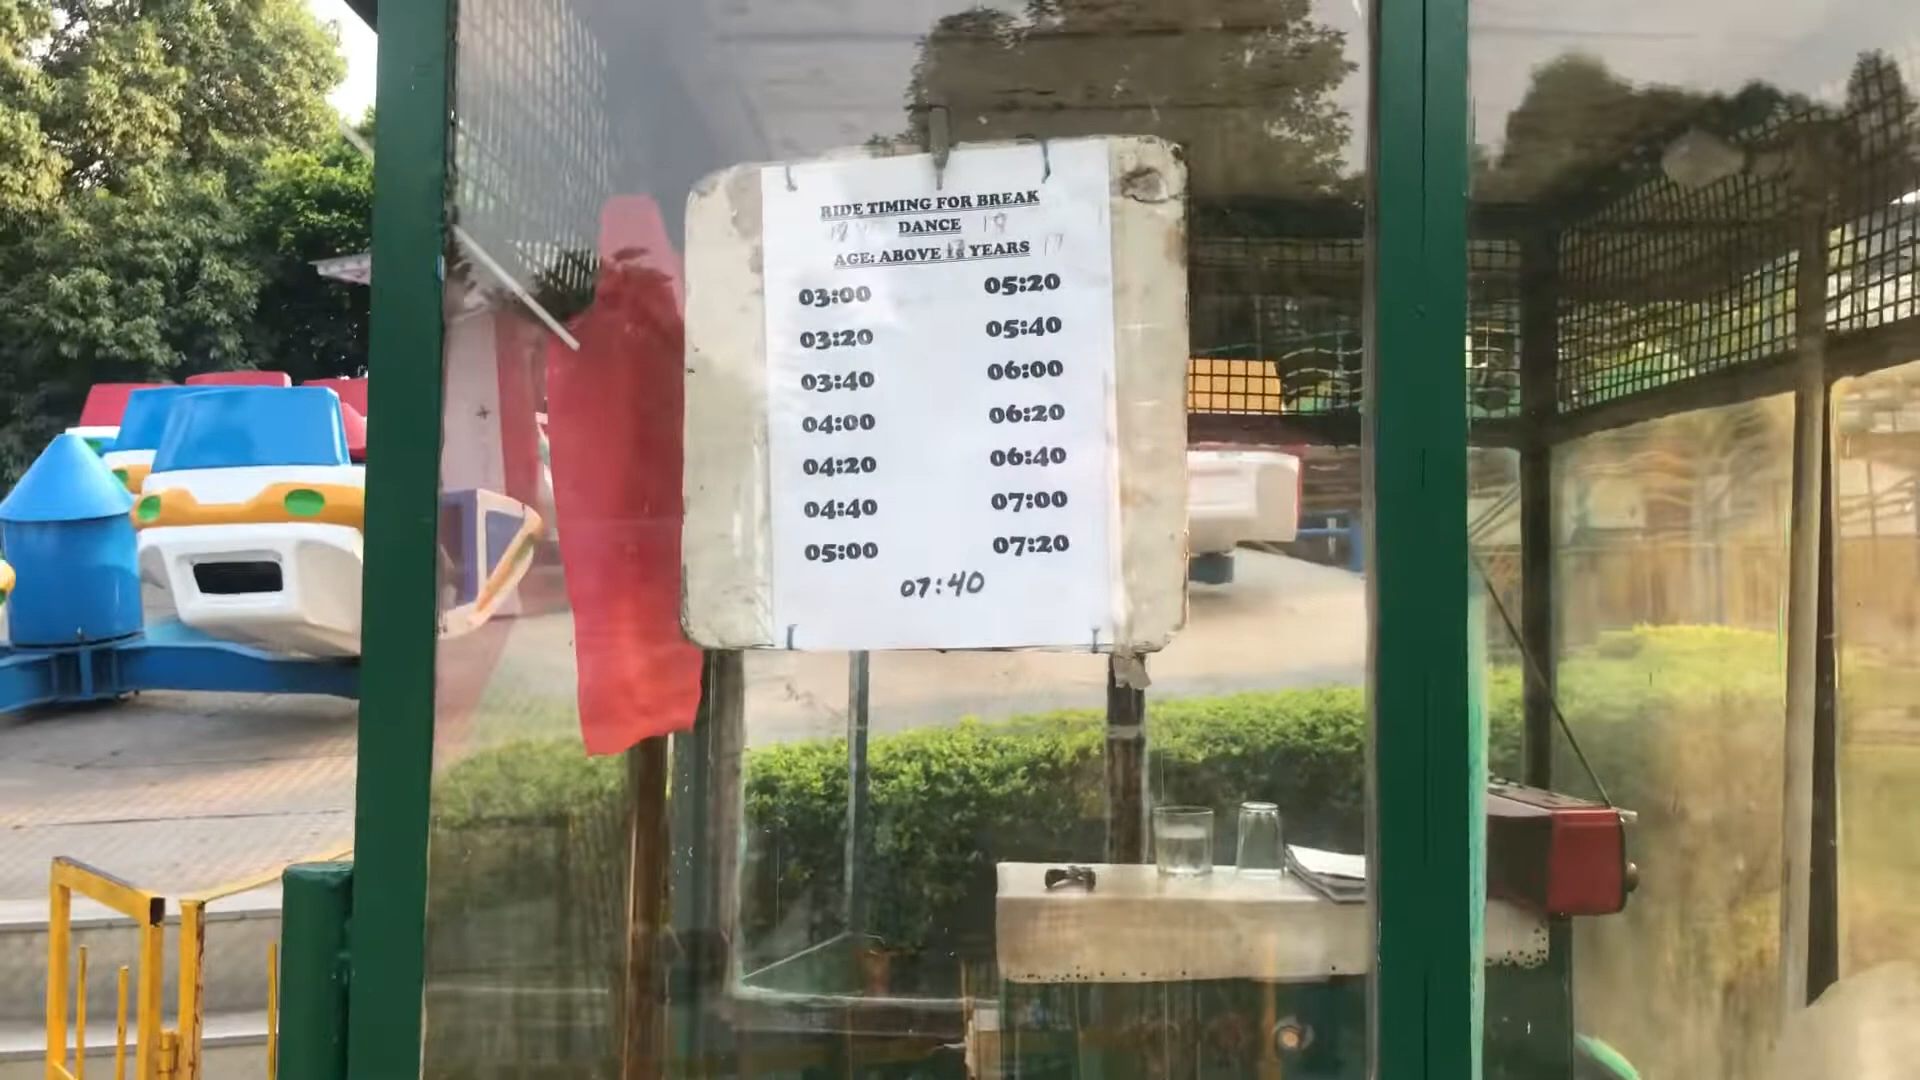 RIDE TIMING FOR BREAK
DANCE
AGE: ABOVE 18 YEARS
03:00 05:20
03:20 05:40
03:40 06:00
04:00 06:20
04:20 06:40
04:40 07:00
05:00 07:20
07:40